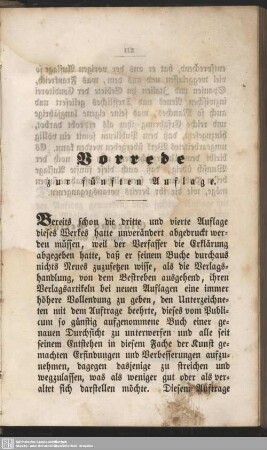 III
Vorrede
zur fünften Auflage.
Bereits schon die dritte und vierte Auflage
dieses Werkes hatte unverändert abgedruckt wer-
den müssen, weil der Verfasser die Erklärung
abgegeben hatte, daß er seinem Buche durchaus
nichts Neues zuzusetzen wisse, als die Verlags-
handlung, von dem Bestreben ausgehend, ihren
Verlagsartikeln bei neuen Auflagen eine immer
höhere Vollendung zu geben, den Unterzeichne-
ten mit dem Auftrage beehrte, dieses vom Publi-
cum so günstig aufgenommene Buch einer ge-
nauen Durchsicht zu unterwerfen und alle seit
seinem Entstehen in diesem Fache der Kunst ge-
machten Erfindungen und Verbesserungen aufzu-
nehmen, dagegen dasjenige zu streichen und
wegzulassen, was als weniger gut oder als ver-
altet sich darstellen möchte. Diesem Auftrage